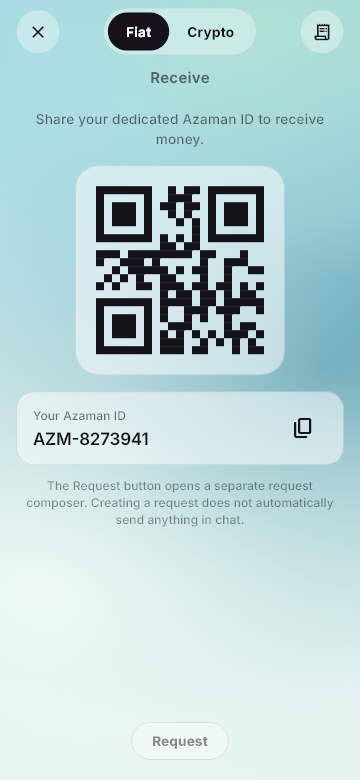 Fiat
Crypto
Receive
Share your dedicated Azaman ID to receive
money.
Your Azaman ID
AZM-8273941
The Request button opens a separate request
composer. Creating a request does not automatically
send anything in chat.
Request